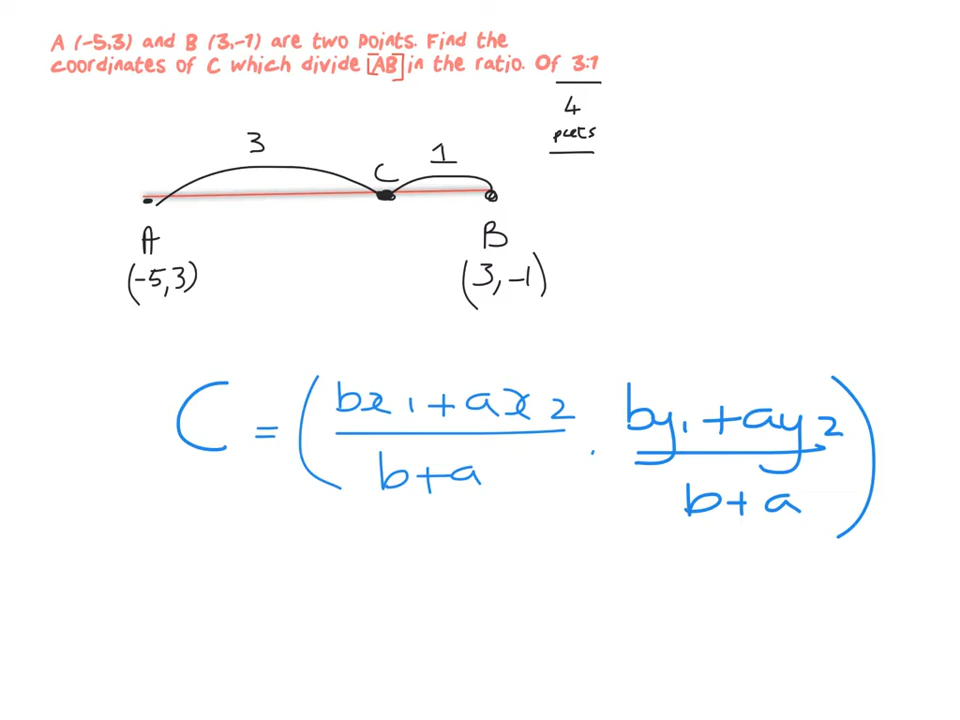 A (-5,3) and B (3,-1) are two points. Find the
coordinates of C which divide [AB] in the ratio. Of 3:1
4
parts
3
C
1
A
B
(-5,3)
(3,-1)
C = ( bx1 + ax2 / b+a , by1 + ay2 / b+a )